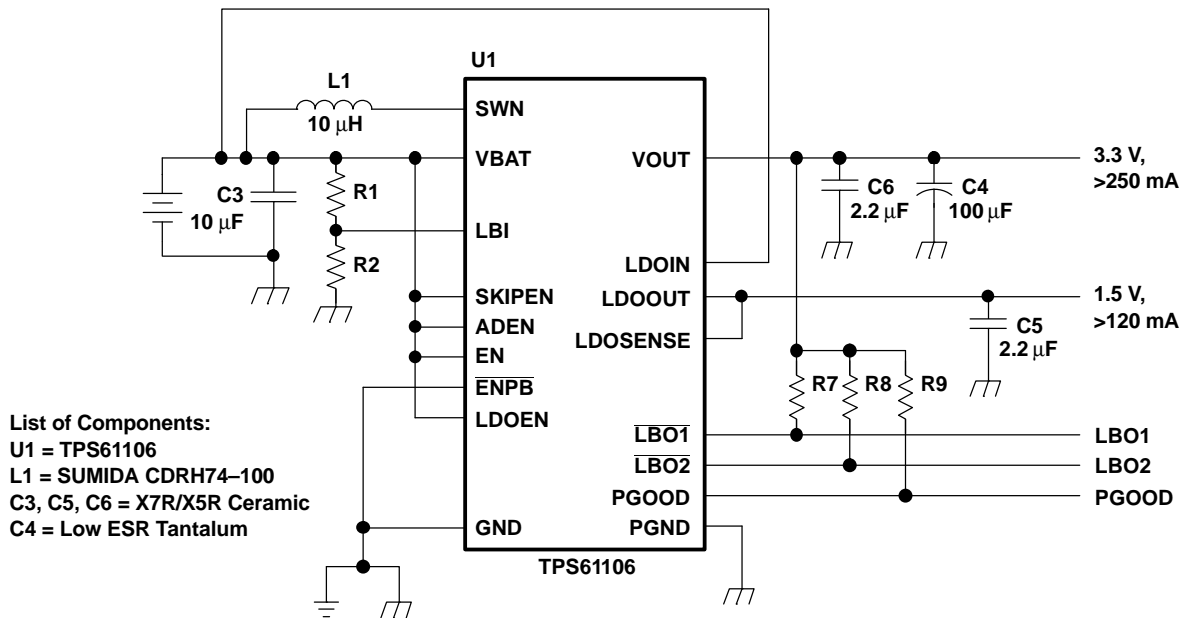 U1
L1
10 μH
SWN
VBAT
VOUT
3.3 V,
>250 mA
C3
10 μF
R1
C6
2.2 μF
C4
100 μF
LBI
R2
LDOIN
SKIPEN
LDOOUT
1.5 V,
>120 mA
ADEN
LDOSENSE
C5
2.2 μF
EN
ENPB
R7
R8
R9
LDOEN
List of Components:
U1 = TPS61106
L1 = SUMIDA CDRH74–100
C3, C5, C6 = X7R/X5R Ceramic
C4 = Low ESR Tantalum
LBO1
LBO1
LBO2
LBO2
PGOOD
PGOOD
GND
PGND
TPS61106